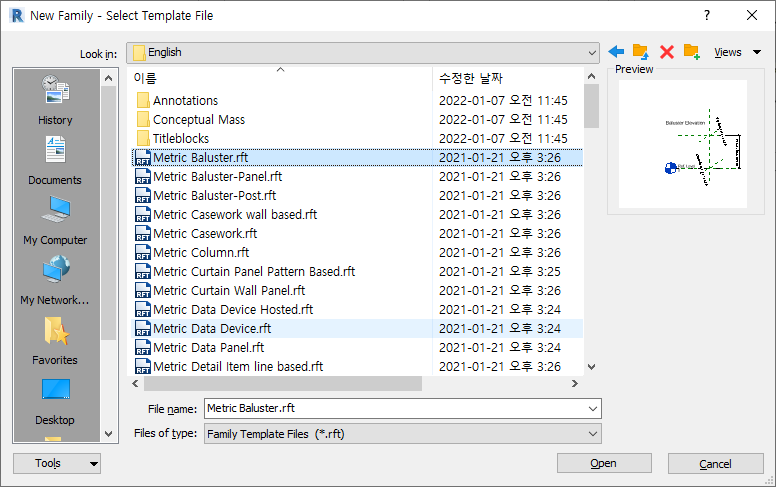 New Family - Select Template File
Look in: English Views
이름 수정한 날짜 Preview
Annotations 2022-01-07 오전 11:45
Conceptual Mass 2022-01-07 오전 11:45
Titleblocks 2022-01-07 오전 11:45
Metric Baluster.rft 2021-01-21 오후 3:26
Metric Baluster-Panel.rft 2021-01-21 오후 3:26
Metric Baluster-Post.rft 2021-01-21 오후 3:26
Metric Casework wall based.rft 2021-01-21 오후 3:26
Metric Casework.rft 2021-01-21 오후 3:26
Metric Column.rft 2021-01-21 오후 3:26
Metric Curtain Panel Pattern Based.rft 2021-01-21 오후 3:25
Metric Curtain Wall Panel.rft 2021-01-21 오후 3:26
Metric Data Device Hosted.rft 2021-01-21 오후 3:24
Metric Data Device.rft 2021-01-21 오후 3:24
Metric Data Panel.rft 2021-01-21 오후 3:24
Metric Detail Item line based.rft 2021-01-21 오후 3:26
History
Documents
My Computer
My Network...
Favorites
Desktop
Baluster Elevation
File name: Metric Baluster.rft
Files of type: Family Template Files (*.rft)
Tools Open Cancel